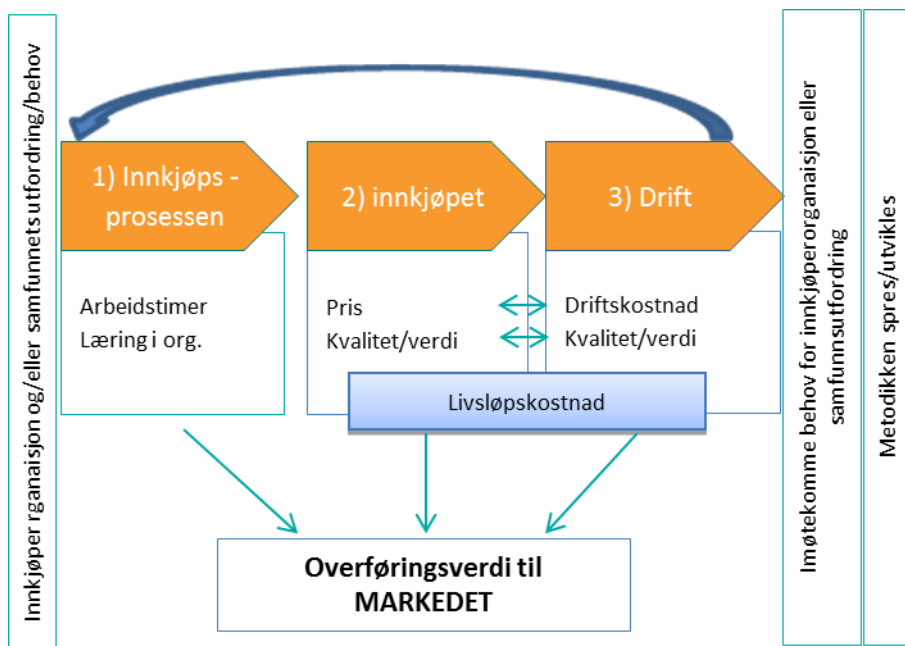 Innkjøper rganaisjon og/eller samfunnets utfordring/behov
1) Innkjøps -
prosessen
Arbeidstimer
Læring i org.
2) innkjøpet
Pris
Kvalitet/verdi
3) Drift
Driftskostnad
Kvalitet/verdi
Livsløpskostnad
Overføringsverdi til
MARKEDET
Imøtekomme behov for innkjøperorganaisjon eller
samfunnsutfordring
Metodikken spres/utvikles